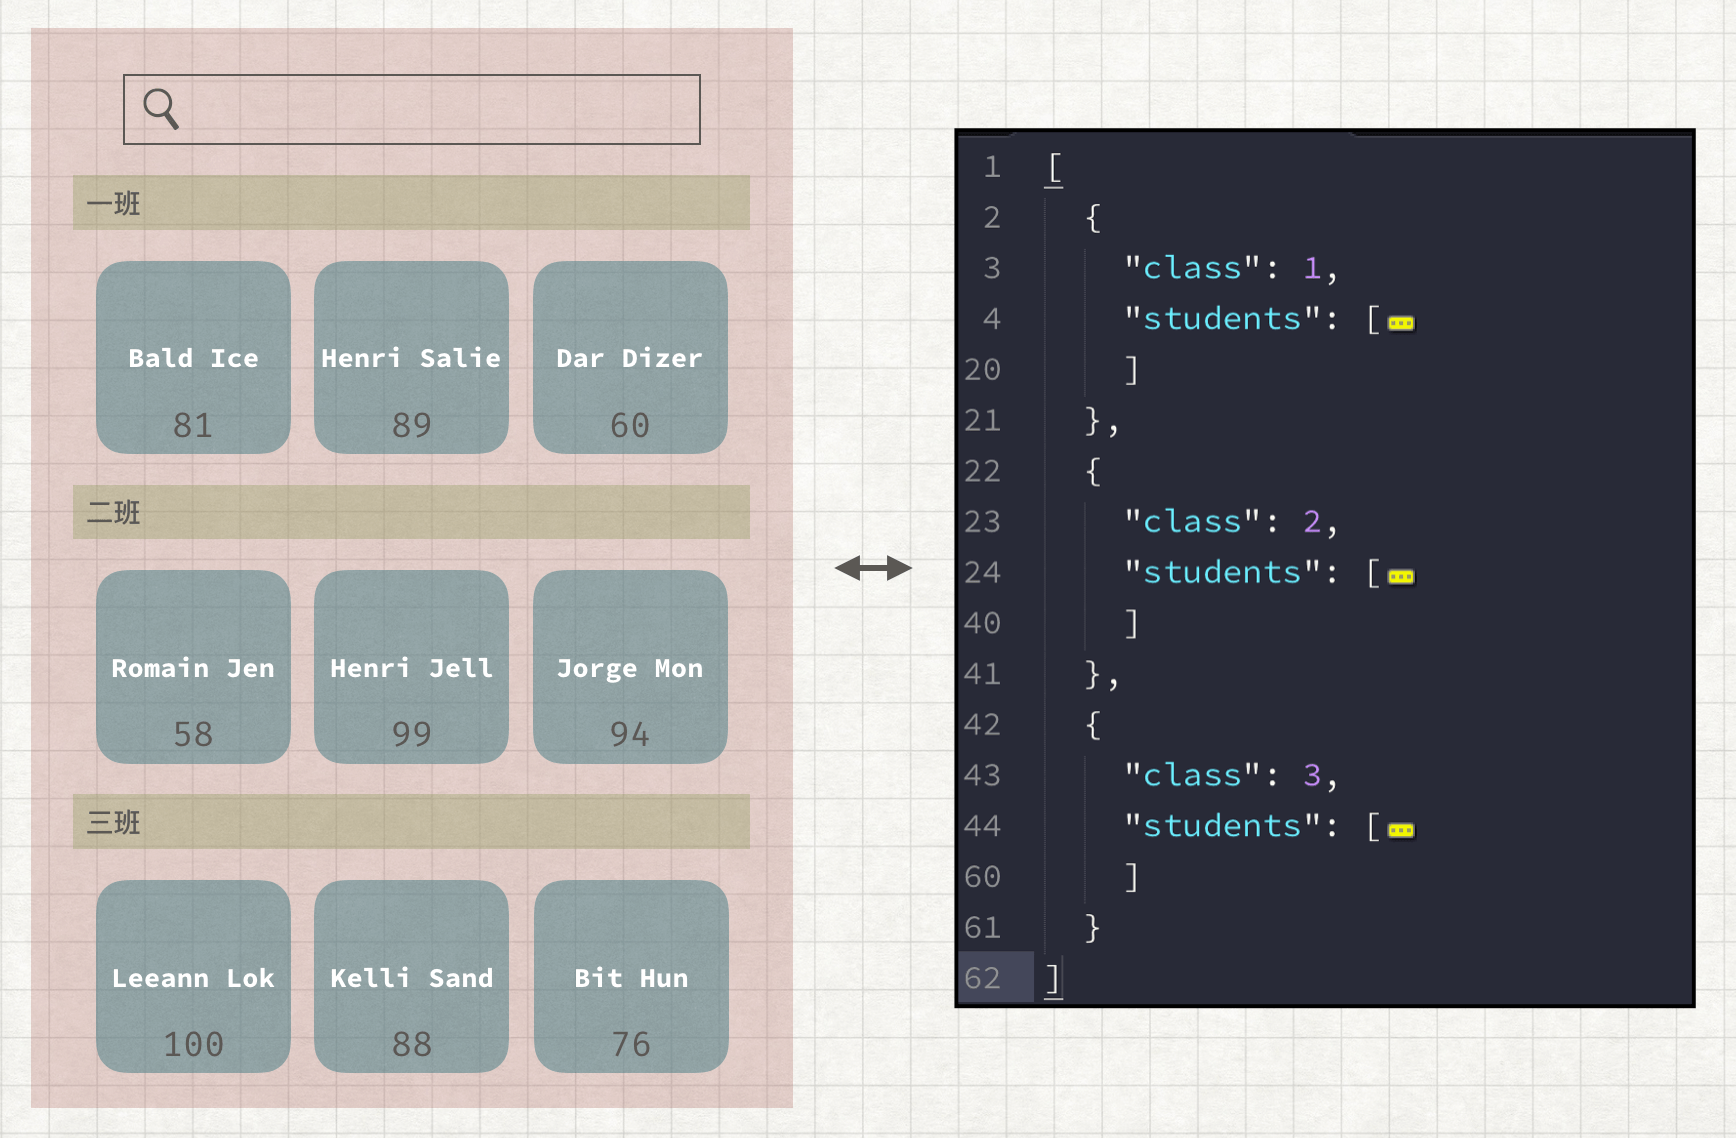 一班
Bald Ice
Henri Salie
Dar Dizer
81
89
60
二班
Romain Jen
Henri Jell
Jorge Mon
58
99
94
三班
Leeann Lok
Kelli Sand
Bit Hun
100
88
76
1 [
2 {
3 "class": 1,
4 "students": [
20 ]
21 },
22 {
23 "class": 2,
24 "students": [
40 ]
41 },
42 {
43 "class": 3,
44 "students": [
60 ]
61 }
62 ]